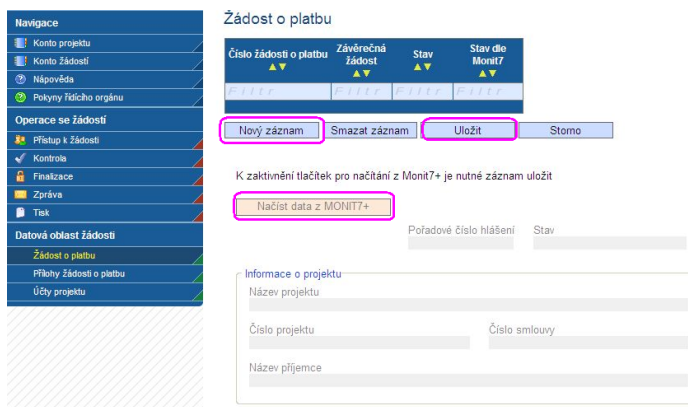 Navigace
Konto projektu
Konto žádostí
Nápověda
Pokyny řídícího orgánu
Operace se žádostí
Přístup k žádosti
Kontrola
Finalizace
Zpráva
Tisk
Datová oblast žádosti
Žádost o platbu
Přílohy žádosti o platbu
Účty projektu
Žádost o platbu
Číslo žádosti o platbu Závěrečná žádost Stav Stav dle Monit7
Filtr Filtr Filtr Filtr
Nový záznam Smazat záznam Uložit Storno
K zaktivnění tlačítek pro načítání z Monit7+ je nutné záznam uložit
Načíst data z MONIT7+
Pořadové číslo hlášení Stav
Informace o projektu
Název projektu
Číslo projektu Číslo smlouvy
Název příjemce